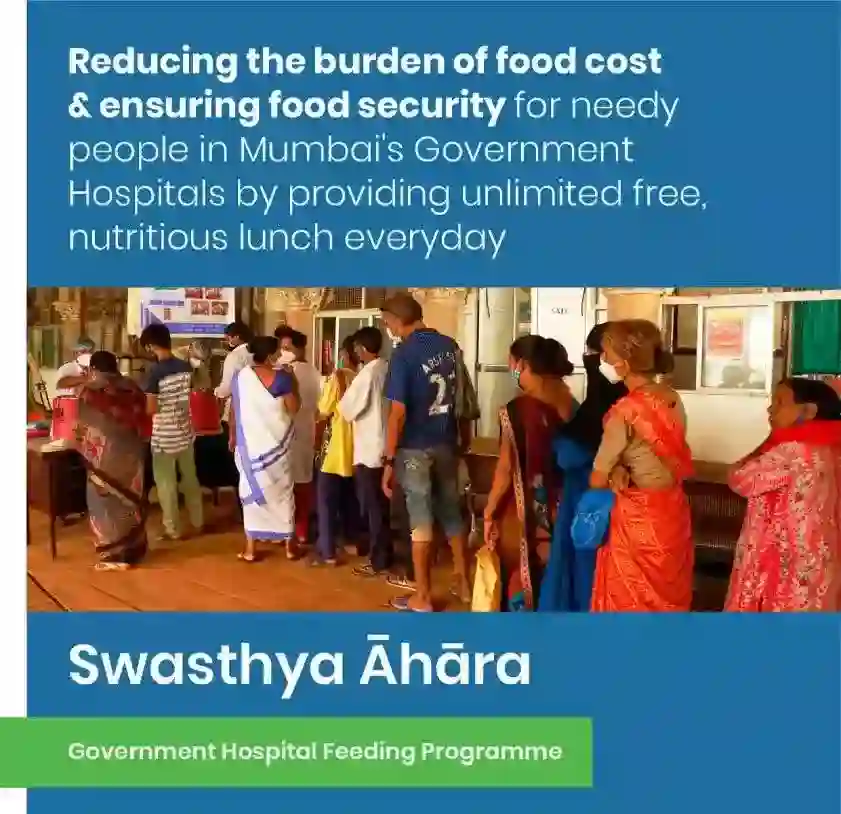 Reducing the burden of food cost
& ensuring food security for needy
people in Mumbai's Government
Hospitals by providing unlimited free,
nutritious lunch everyday
Swasthya Āhāra
Government Hospital Feeding Programme